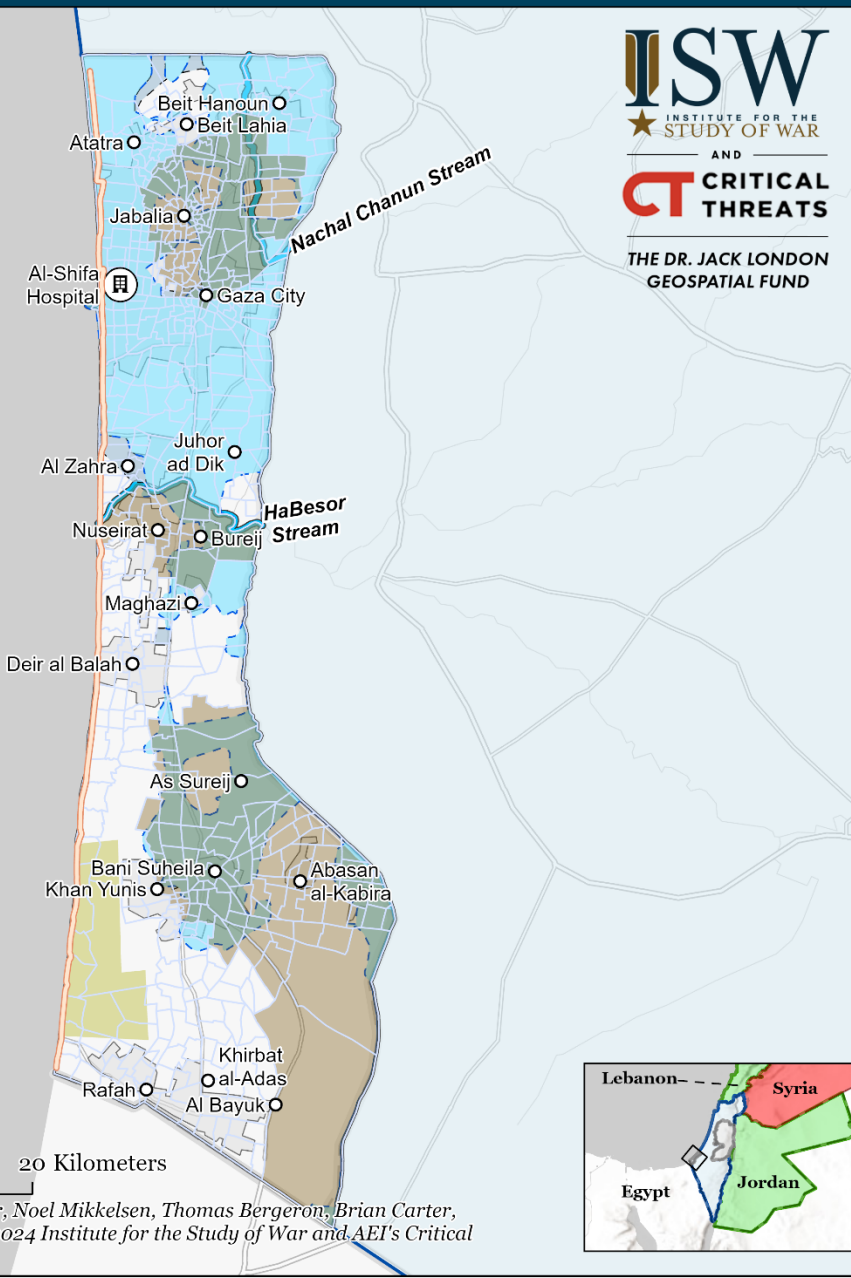 ISW
INSTITUTE FOR THE
STUDY OF WAR
AND
CT CRITICAL
THREATS
THE DR. JACK LONDON
GEOSPATIAL FUND
Beit Hanoun
Beit Lahia
Atatra
Nachal Chanun Stream
Jabalia
Al-Shifa
Hospital
Gaza City
Juhor
ad Dik
Al Zahra
HaBesor
Stream
Nuseirat
Bureij
Maghazi
Deir al Balah
As Sureij
Bani Suheila
Khan Yunis
Abasan
al-Kabira
Khirbat
al-Adas
Rafah
Al Bayuk
20 Kilometers
Noel Mikkelsen, Thomas Bergeron, Brian Carter,
024 Institute for the Study of War and AEI's Critical
Lebanon
Syria
Egypt
Jordan